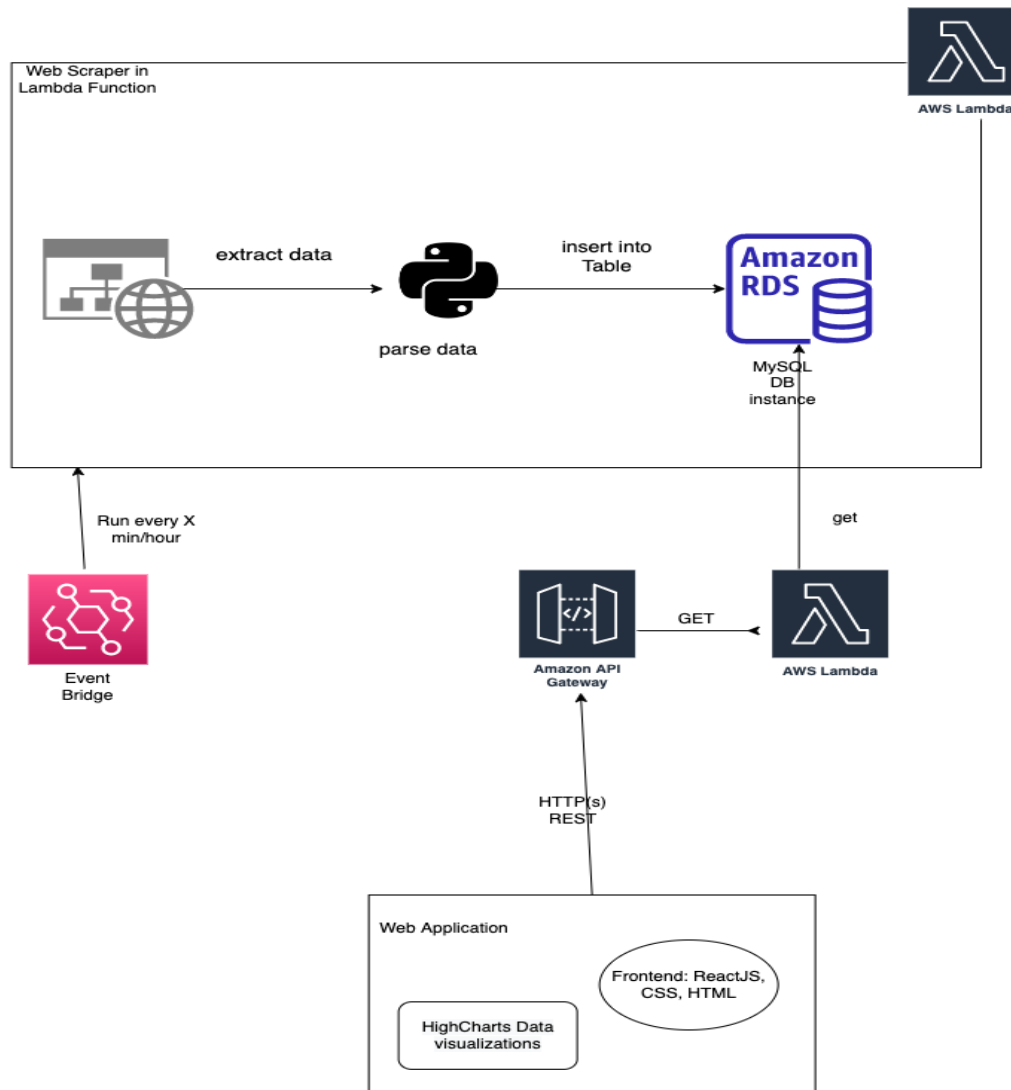 Web Scraper in
Lambda Function
AWS Lambda
extract data
parse data
insert into
Table
Amazon
RDS
MySQL
DB
instance
Run every X
min/hour
get
Event
Bridge
</>
Amazon API
Gateway
GET
AWS Lambda
HTTP(s)
REST
Web Application
Frontend: ReactJS,
CSS, HTML
HighCharts Data
visualizations